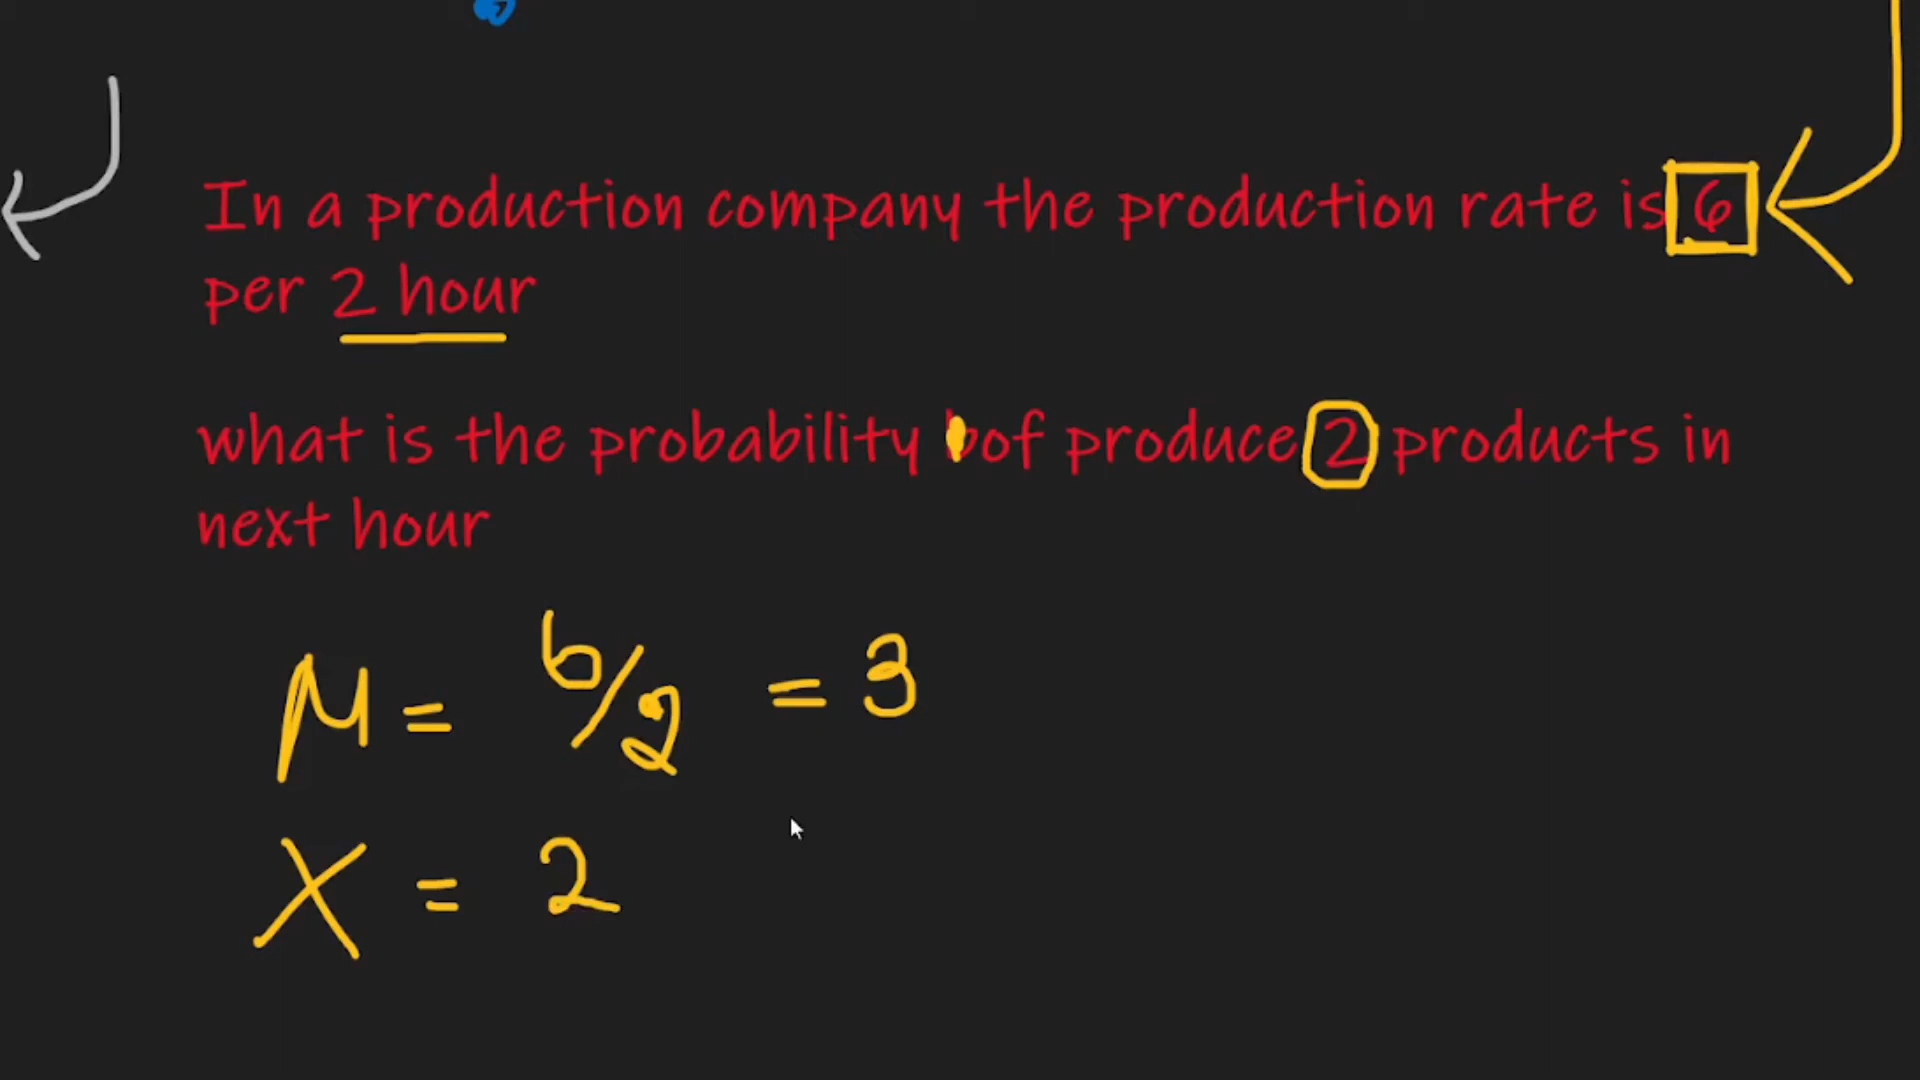 In a production company the production rate is 6
per 2 hour
what is the probability of produce 2 products in
next hour
μ = 6/2 = 3
X = 2